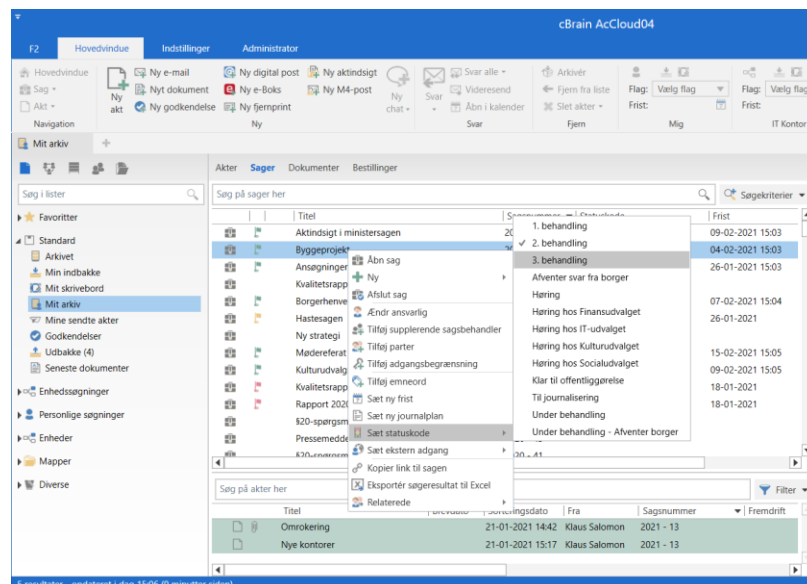 cBrain AcCloud04
F2 Hovedvindue Indstillinger Administrator
Hovedvindue
Sag
Akt
Navigation
Ny akt
Ny e-mail
Nyt dokument
Ny godkendelse
Ny digital post
Ny e-Boks
Ny fjernprint
Ny aktindsigt
Ny M4-post
Ny chat
Ny
Svar
Svar alle
Videresend
Åbn i kalender
Svar
Arkivér
Fjern fra liste
Slet akter
Fjern
Flag: Vælg flag
Frist:
Mig
Flag: Vælg flag
Frist:
IT Kontor
Mit arkiv
Søg i lister
Favoritter
Standard
Arkivet
Min indbakke
Mit skrivebord
Mit arkiv
Mine sendte akter
Godkendelser
Udbakke (4)
Seneste dokumenter
Enhedssøgninger
Personlige søgninger
Enheder
Mapper
Diverse
Akter Sager Dokumenter Bestillinger
Søg på sager her
Søgekriterier
Titel Frist
Aktindsigt i ministersagen 09-02-2021 15:03
Byggeprojekt 04-02-2021 15:03
Ansøgninger 26-01-2021 15:03
Kvalitetsrapp
Borgerhenve 07-02-2021 15:04
Hastesagen 26-01-2021
Ny strategi
Mødereferat 15-02-2021 15:05
Kulturudvalg 09-02-2021 15:05
Kvalitetsrapp 18-01-2021
Rapport 2020 18-01-2021
§20-spørgsm
Pressemedde
Åbn sag
Ny
Afslut sag
Ændr ansvarlig
Tilføj supplerende sagsbehandler
Tilføj parter
Tilføj adgangsbegrænsning
Tilføj emneord
Sæt ny frist
Sæt ny journalplan
Sæt statuskode
Sæt ekstern adgang
Kopier link til sagen
Eksportér søgeresultat til Excel
Relaterede
1. behandling
2. behandling
3. behandling
Afventer svar fra borger
Høring
Høring hos Finansudvalget
Høring hos IT-udvalget
Høring hos Kulturudvalget
Høring hos Socialudvalget
Klar til offentliggørelse
Til journalisering
Under behandling
Under behandling - Afventer borger
Søg på akter her
Filter
Titel Fra Sagsnummer Fremdrift
Omrokering 21-01-2021 14:42 Klaus Salomon 2021 - 13
Nye kontorer 21-01-2021 15:17 Klaus Salomon 2021 - 13